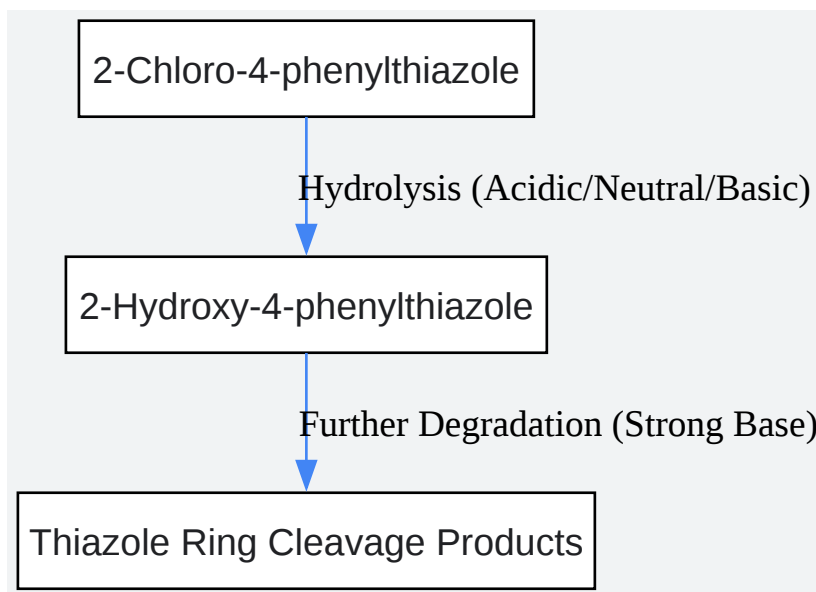 2-Chloro-4-phenylthiazole
Hydrolysis (Acidic/Neutral/Basic)
2-Hydroxy-4-phenylthiazole
Further Degradation (Strong Base)
Thiazole Ring Cleavage Products